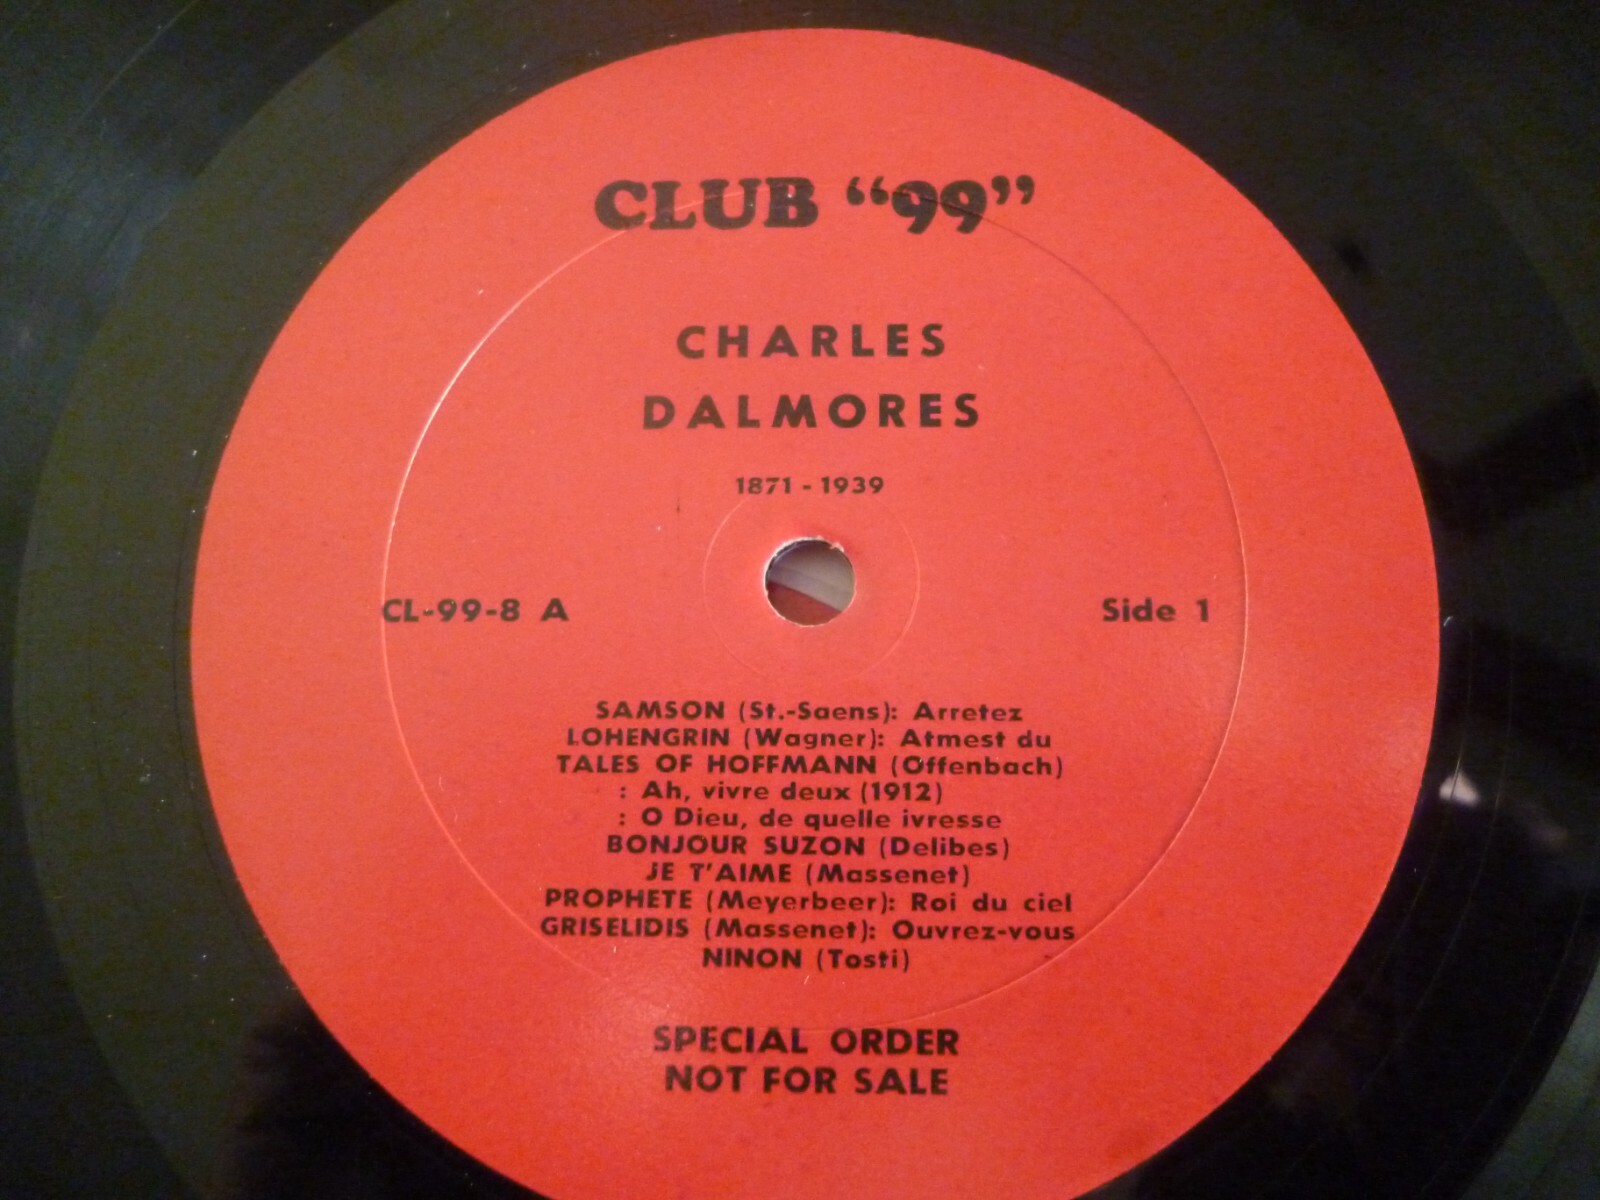 CLUB “99”
CHARLES
DALMORES
1871 - 1939
CL-99-8 A
Side 1
SAMSON (St.-Saens): Arretez
LOHENGRIN (Wagner): Atmest du
TALES OF HOFFMANN (Offenbach)
: Ah, vivre deux (1912)
: O Dieu, de quelle ivresse
BONJOUR SUZON (Delibes)
JE T'AIME (Massenet)
PROPHETE (Meyerbeer): Roi du ciel
GRISELIDIS (Massenet): Ouvrez-vous
NINON (Tosti)
SPECIAL ORDER
NOT FOR SALE